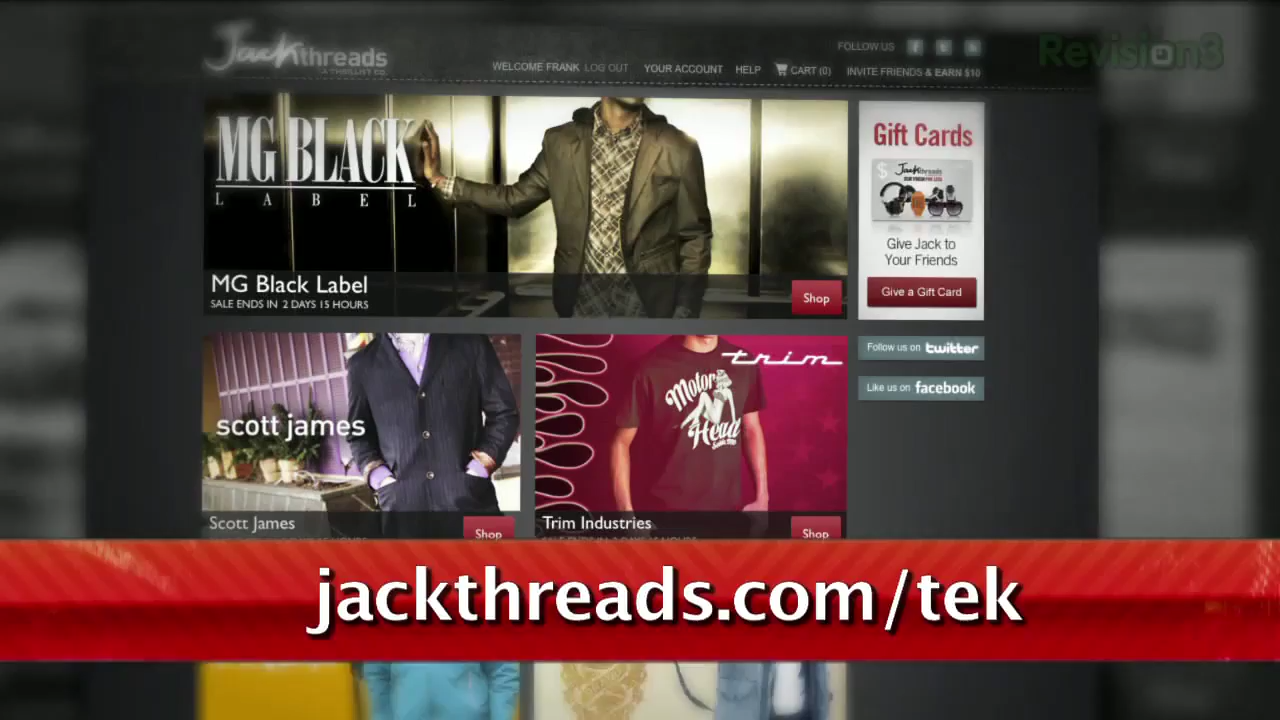 Jackthreads
A THRILLIST CO.
FOLLOW US
Revision3
WELCOME FRANK LOG OUT YOUR ACCOUNT HELP CART (0) INVITE FRIENDS & EARN $10
MG BLACK
LABEL
MG Black Label
SALE ENDS IN 2 DAYS 15 HOURS
Shop
Gift Cards
$
Jackthreads
Give Jack to
Your Friends
Give a Gift Card
Follow us on twitter
Like us on facebook
scott james
Scott James
Shop
trim
Motor
Head
Trim Industries
Shop
jackthreads.com/tek